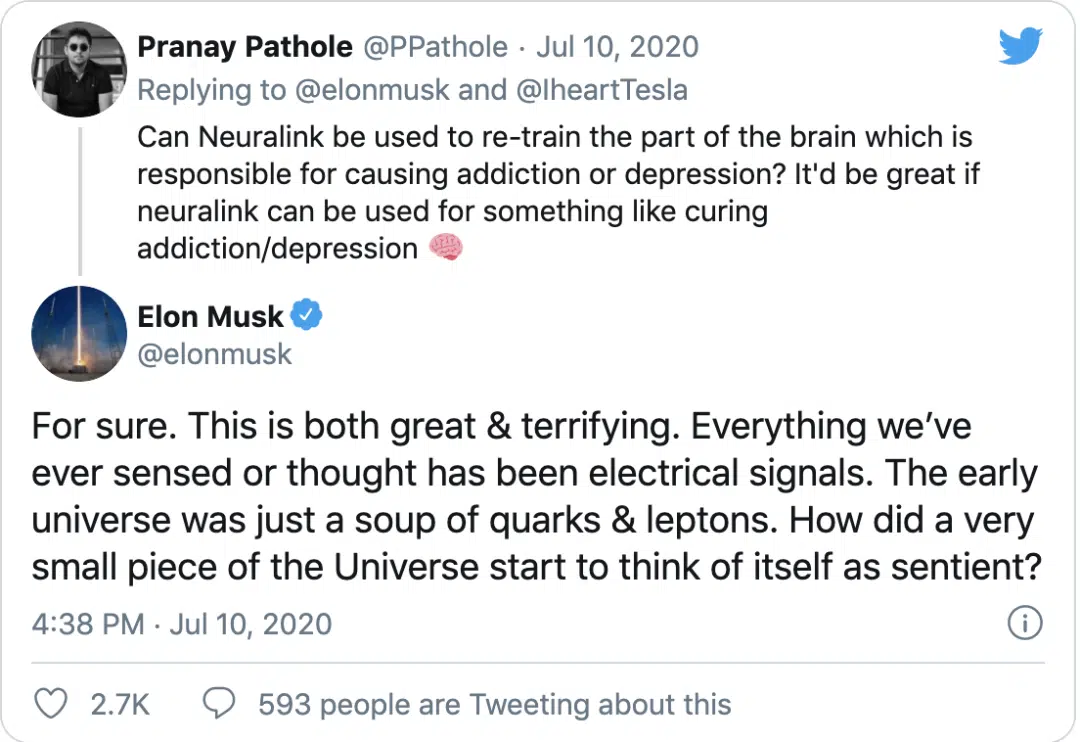 Pranay Pathole @PPathole · Jul 10, 2020
Replying to @elonmusk and @IheartTesla
Can Neuralink be used to re-train the part of the brain which is
responsible for causing addiction or depression? It'd be great if
neuralink can be used for something like curing
addiction/depression 🧠
Elon Musk
@elonmusk
For sure. This is both great & terrifying. Everything we’ve
ever sensed or thought has been electrical signals. The early
universe was just a soup of quarks & leptons. How did a very
small piece of the Universe start to think of itself as sentient?
4:38 PM · Jul 10, 2020
2.7K 593 people are Tweeting about this